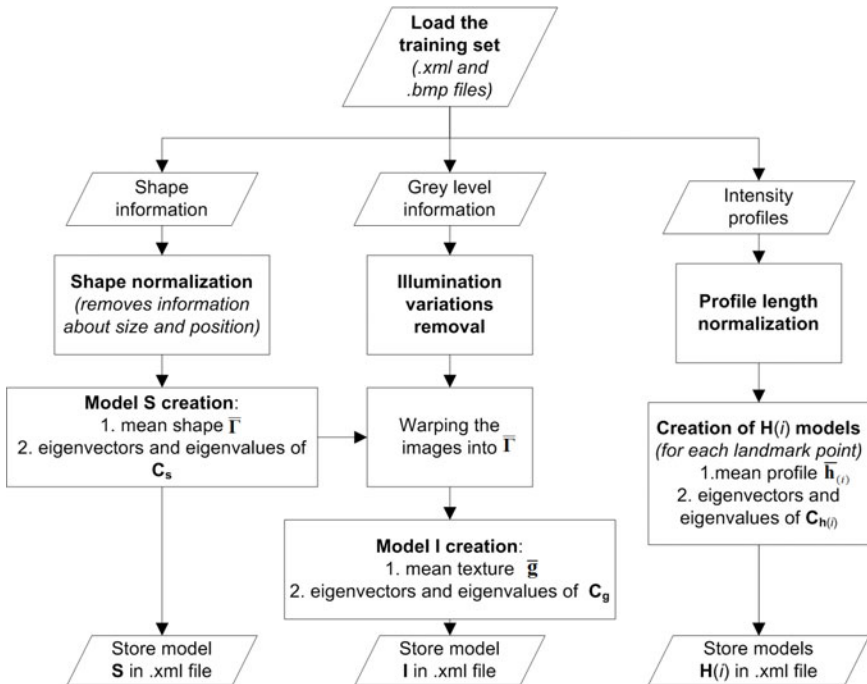 Load the
training set
(.xml and
.bmp files)
Shape
information
Grey level
information
Intensity
profiles
Shape normalization
(removes information
about size and position)
Illumination
variations
removal
Profile length
normalization
Model S creation:
1. mean shape Γ̅
2. eigenvectors and eigenvalues of
Cs
Warping the
images into Γ̅
Creation of H(i) models
(for each landmark point)
1.mean profile h̅(i)
2. eigenvectors and
eigenvalues of Ch(i)
Model I creation:
1. mean texture g̅
2. eigenvectors and eigenvalues of Cg
Store model
S in .xml file
Store model
I in .xml file
Store models
H(i) in .xml file